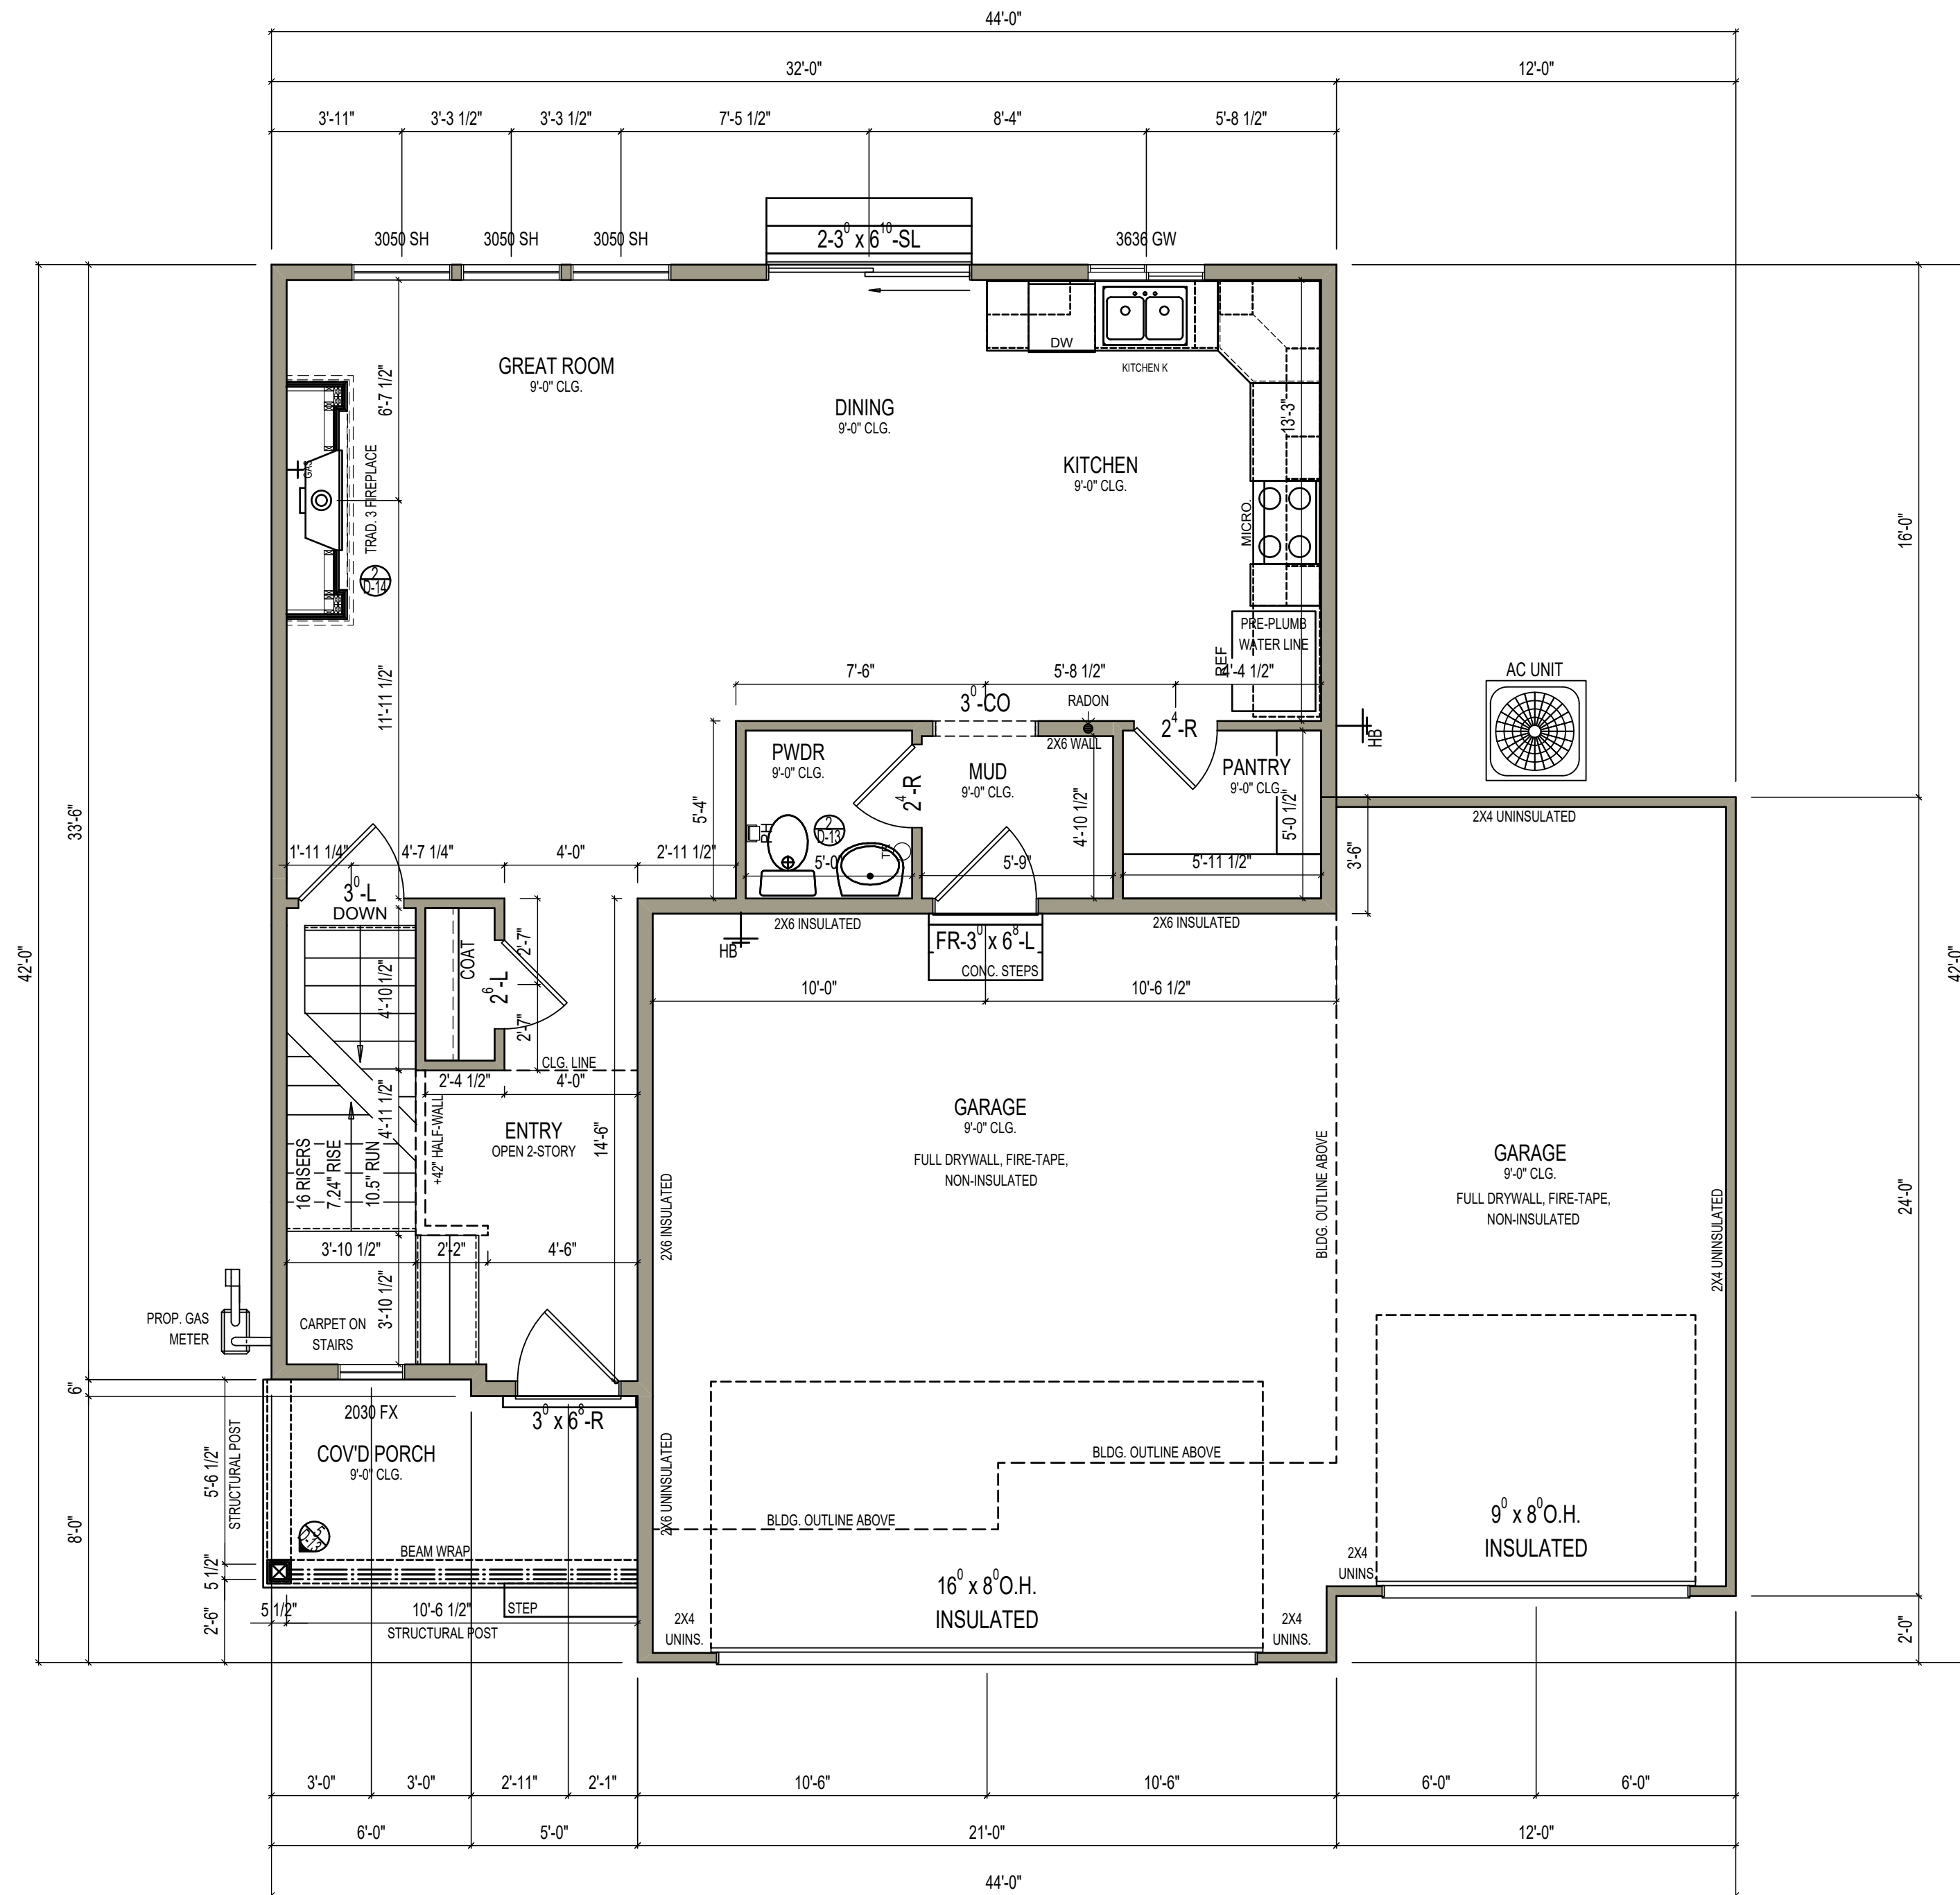 44'-0"
32'-0"
12'-0"
3'-11"
3'-3 1/2"
3'-3 1/2"
7'-5 1/2"
8'-4"
5'-8 1/2"
3050 SH
3050 SH
3050 SH
2-3⁰ x 6¹⁰-SL
3636 GW
DW
KITCHEN K
GREAT ROOM
9'-0" CLG.
DINING
9'-0" CLG.
KITCHEN
9'-0" CLG.
6'-7 1/2"
13'-3"
GAS
TRAD. 3 FIREPLACE
MICRO.
16'-0"
2
D-14
PRE-PLUMB
WATER LINE
REF
7'-6"
5'-8 1/2"
4'-4 1/2"
AC UNIT
11'-11 1/2"
3⁰-CO
RADON
2⁴-R
2X6 WALL
HB
PWDR
9'-0" CLG.
MUD
9'-0" CLG.
PANTRY
9'-0" CLG.
2⁴-R
33'-6"
5'-4"
4'-10 1/2"
5'-0 1/2"
2X4 UNINSULATED
PH
2
D-13
TP
1'-11 1/4"
4'-7 1/4"
4'-0"
2'-11 1/2"
5'-0"
5'-9"
5'-11 1/2"
3'-6"
3⁰-L
DOWN
2X6 INSULATED
2X6 INSULATED
HB
FR-3⁰ x 6⁸-L
CONC. STEPS
42'-0"
42'-0"
COAT
2'-7"
2⁶-L
2'-7"
4'-10 1/2"
10'-0"
10'-6 1/2"
CLG. LINE
2'-4 1/2"
4'-0"
4'-11 1/2"
+42" HALF-WALL
ENTRY
OPEN 2-STORY
14'-6"
GARAGE
9'-0" CLG.
FULL DRYWALL, FIRE-TAPE,
NON-INSULATED
BLDG. OUTLINE ABOVE
GARAGE
9'-0" CLG.
FULL DRYWALL, FIRE-TAPE,
NON-INSULATED
16 RISERS
7.24" RISE
10.5" RUN
2X6 INSULATED
2X4 UNINSULATED
24'-0"
3'-10 1/2"
2'-2"
4'-6"
3'-10 1/2"
PROP. GAS
METER
CARPET ON
STAIRS
6"
2030 FX
3⁰ x 6⁸-R
COV'D PORCH
9'-0" CLG.
STRUCTURAL POST
5'-6 1/2"
8'-0"
2X6 UNINSULATED
BLDG. OUTLINE ABOVE
BLDG. OUTLINE ABOVE
9⁰ x 8⁰ O.H.
INSULATED
BEAM WRAP
2X4
UNINS.
5 1/2"
16⁰ x 8⁰ O.H.
INSULATED
5 1/2"
10'-6 1/2"
STEP
STRUCTURAL POST
2'-6"
2X4
UNINS.
2X4
UNINS.
2'-0"
3'-0"
3'-0"
2'-11"
2'-1"
10'-6"
10'-6"
6'-0"
6'-0"
6'-0"
5'-0"
21'-0"
12'-0"
44'-0"